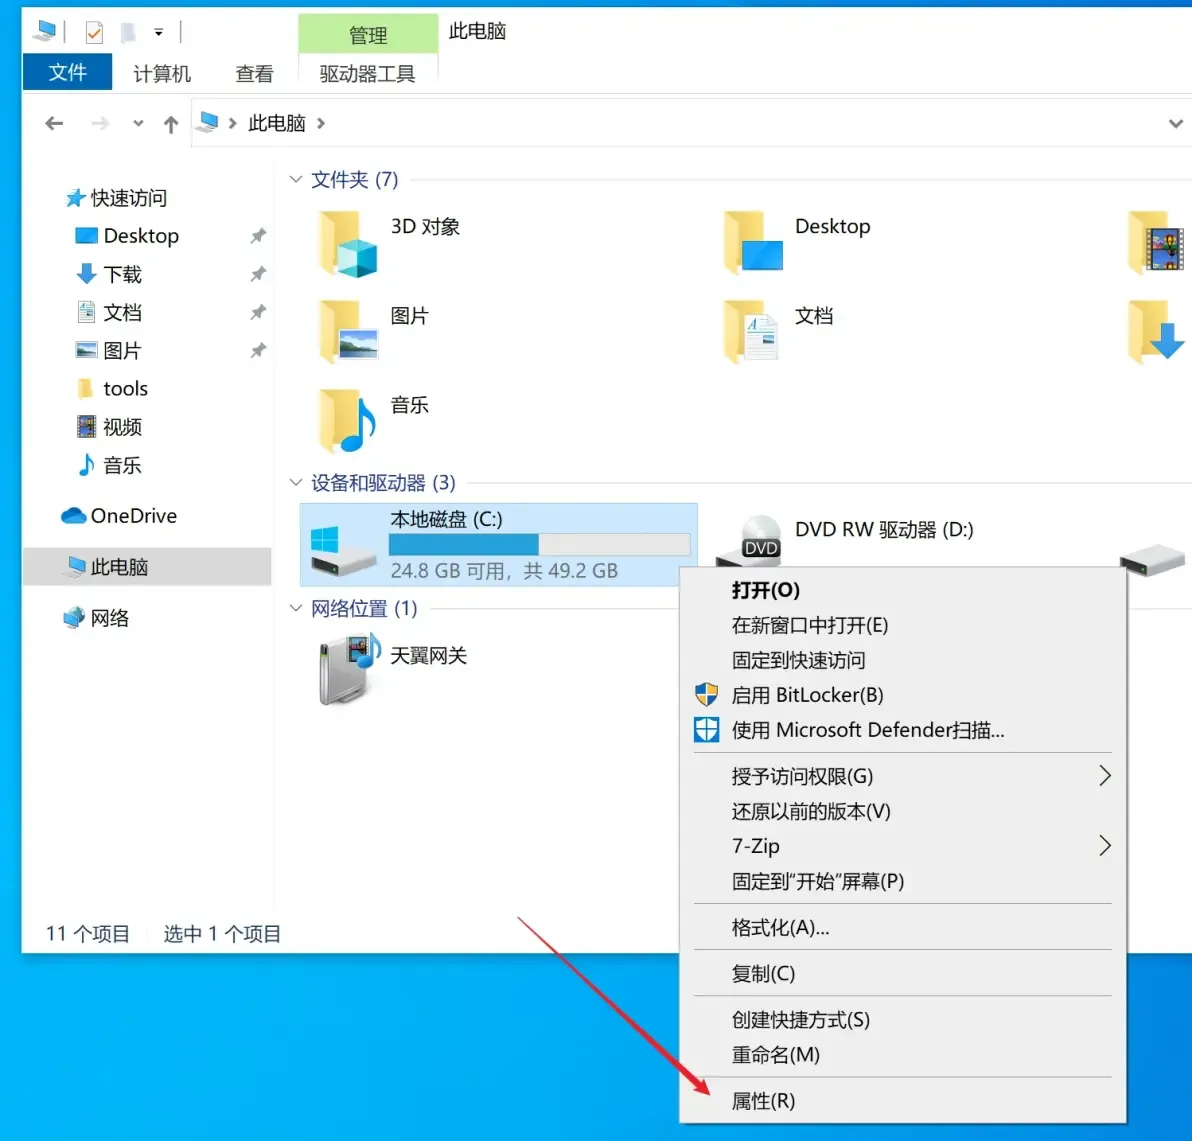 管理
此电脑
文件
计算机
查看
驱动器工具
此电脑
快速访问
Desktop
下载
文档
图片
tools
视频
音乐
OneDrive
此电脑
网络
文件夹 (7)
3D 对象
Desktop
图片
文档
音乐
设备和驱动器 (3)
本地磁盘 (C:)
24.8 GB 可用，共 49.2 GB
DVD
DVD RW 驱动器 (D:)
网络位置 (1)
天翼网关
打开(O)
在新窗口中打开(E)
固定到快速访问
启用 BitLocker(B)
使用 Microsoft Defender扫描...
授予访问权限(G)
还原以前的版本(V)
7-Zip
固定到“开始”屏幕(P)
格式化(A)...
复制(C)
创建快捷方式(S)
重命名(M)
属性(R)
11 个项目
选中 1 个项目